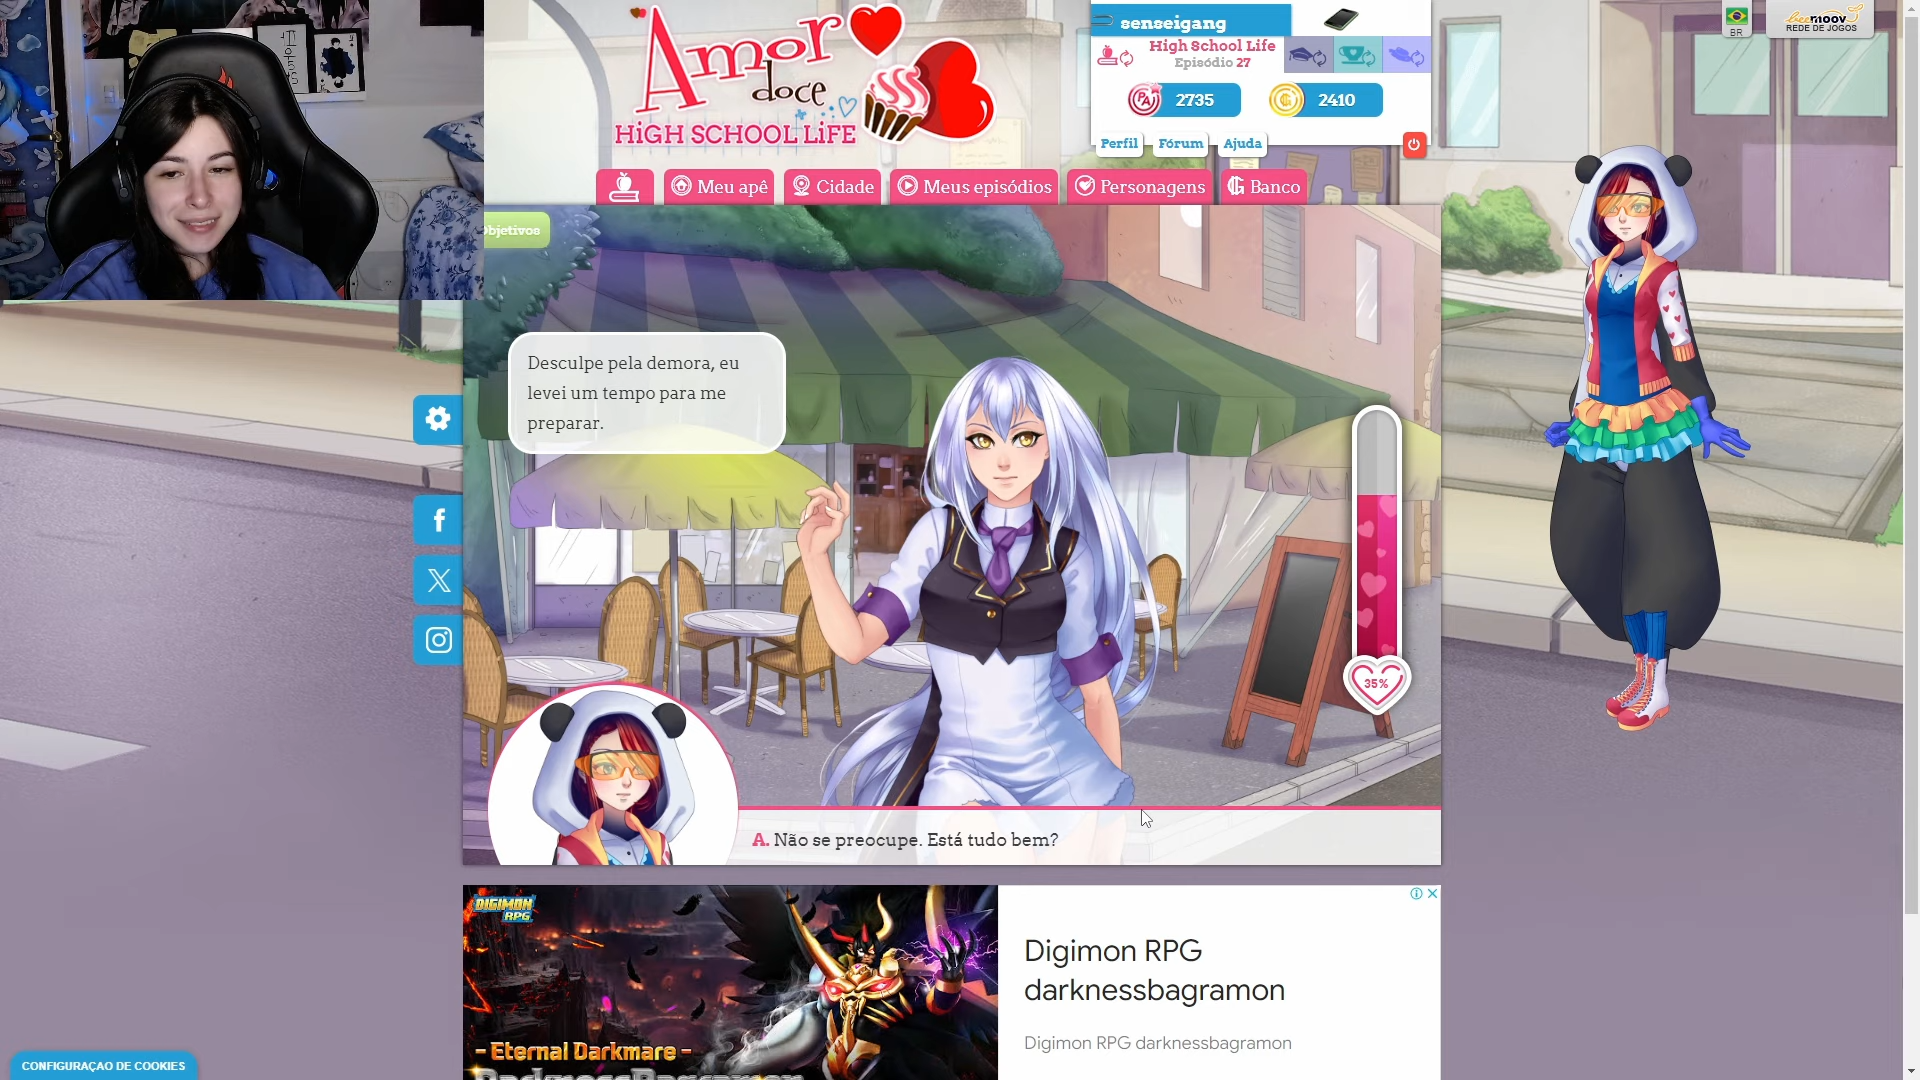 Amor
doce
HiGH SCHOOL LiFE
senseigang
High School Life
Episódio 27
PA 2735
2410
Perfil
Fórum
Ajuda
BR
beemoov
REDE DE JOGOS
Meu apê
Cidade
Meus episódios
Personagens
Banco
Objetivos
Desculpe pela demora, eu
levei um tempo para me
preparar.
35%
A. Não se preocupe. Está tudo bem?
DIGIMON
RPG
- Eternal Darkmare -
DarknessBagramon
Digimon RPG
darknessbagramon
Digimon RPG darknessbagramon
CONFIGURAÇAO DE COOKIES